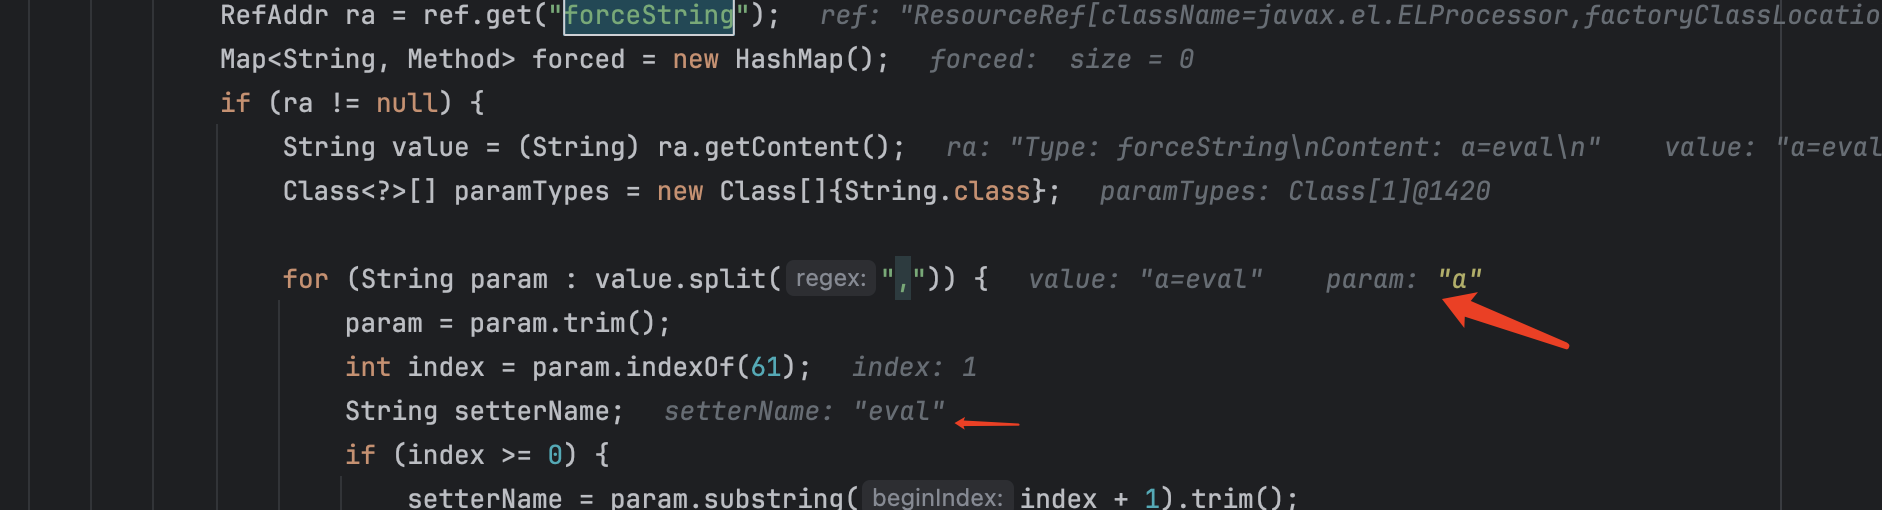 RefAddr ra = ref.get("forceString");   ref: "ResourceRef[className=javax.el.ELProcessor,factoryClassLocatio
Map<String, Method> forced = new HashMap();   forced:  size = 0
if (ra != null) {
String value = (String) ra.getContent();   ra: "Type: forceString\nContent: a=eval\n"    value: "a=eval
Class<?>[] paramTypes = new Class[]{String.class};   paramTypes: Class[1]@1420
for (String param : value.split( regex: ",")) {   value: "a=eval"    param: "a"
param = param.trim();
int index = param.indexOf(61);   index: 1
String setterName;   setterName: "eval"
if (index >= 0) {
setterName = param.substring( beginIndex: index + 1).trim();